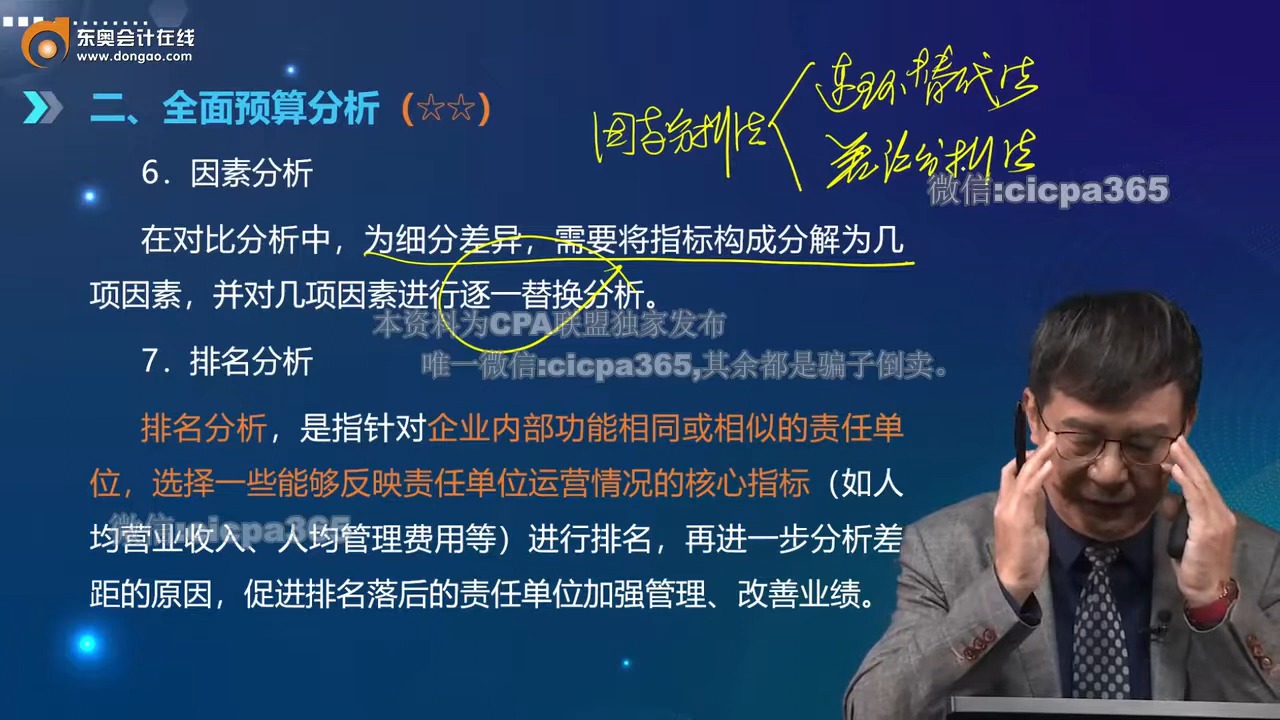 东奥会计在线
www.dongao.com
二、全面预算分析（☆☆）
因素分析法
连环替代法
差额分析法
微信:cicpa365
6．因素分析
在对比分析中，为细分差异，需要将指标构成分解为几
项因素，并对几项因素进行逐一替换分析。
本资料为CPA联盟独家发布
7．排名分析
唯一微信:cicpa365,其余都是骗子倒卖。
排名分析，是指针对企业内部功能相同或相似的责任单
位，选择一些能够反映责任单位运营情况的核心指标（如人
微信:cicpa365
均营业收入、人均管理费用等）进行排名，再进一步分析差
距的原因，促进排名落后的责任单位加强管理、改善业绩。